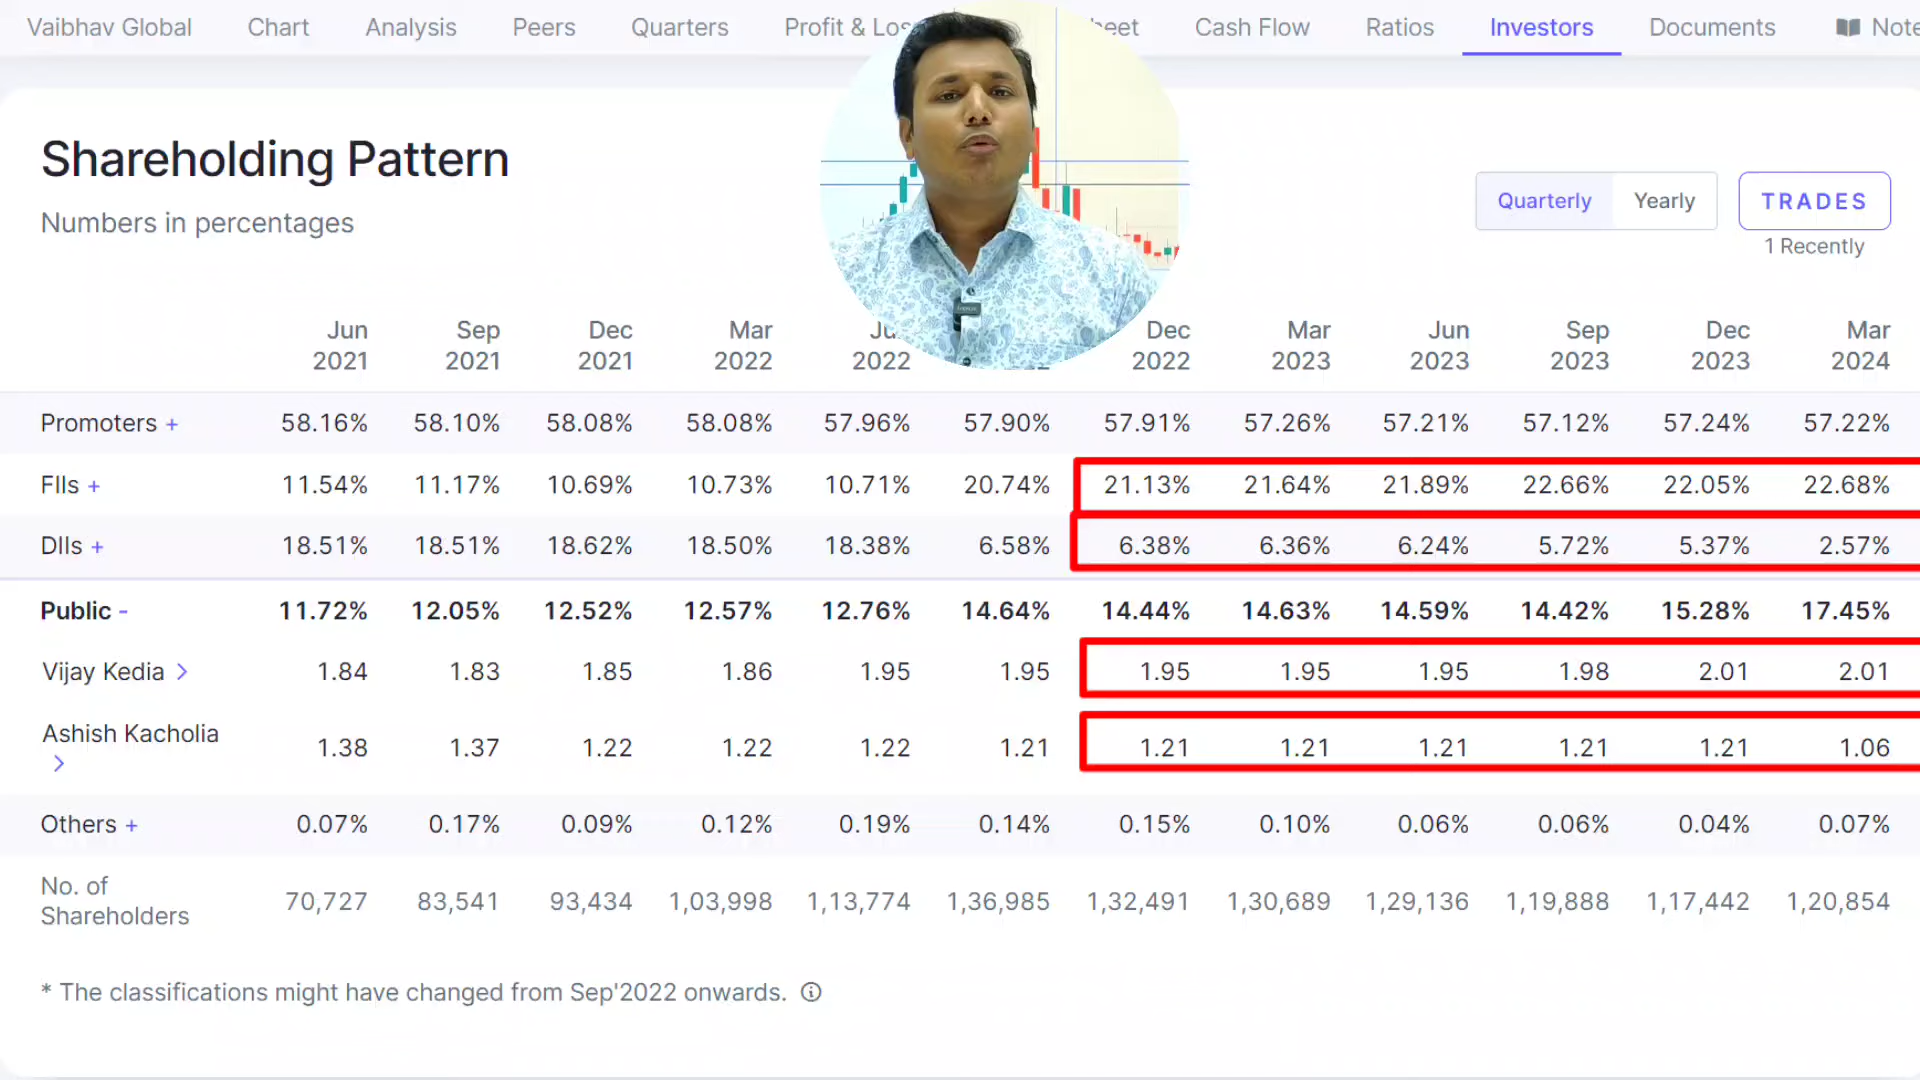 Vaibhav Global Chart Analysis Peers Quarters Profit & Cash Flow Ratios Investors Documents
Shareholding Pattern
Numbers in percentages
Quarterly Yearly TRADES
1 Recently
Jun Sep Dec Mar Dec Mar Jun Sep Dec Mar
2021 2021 2021 2022 2022 2022 2023 2023 2023 2023 2024
Promoters + 58.16% 58.10% 58.08% 58.08% 57.96% 57.90% 57.91% 57.26% 57.21% 57.12% 57.24% 57.22%
FIIs + 11.54% 11.17% 10.69% 10.73% 10.71% 20.74% 21.13% 21.64% 21.89% 22.66% 22.05% 22.68%
DIIs + 18.51% 18.51% 18.62% 18.50% 18.38% 6.58% 6.38% 6.36% 6.24% 5.72% 5.37% 2.57%
Public - 11.72% 12.05% 12.52% 12.57% 12.76% 14.64% 14.44% 14.63% 14.59% 14.42% 15.28% 17.45%
Vijay Kedia > 1.84 1.83 1.85 1.86 1.95 1.95 1.95 1.95 1.95 1.98 2.01 2.01
Ashish Kacholia > 1.38 1.37 1.22 1.22 1.22 1.21 1.21 1.21 1.21 1.21 1.21 1.06
Others + 0.07% 0.17% 0.09% 0.12% 0.19% 0.14% 0.15% 0.10% 0.06% 0.06% 0.04% 0.07%
No. of
Shareholders 70,727 83,541 93,434 1,03,998 1,13,774 1,36,985 1,32,491 1,30,689 1,29,136 1,19,888 1,17,442 1,20,854
* The classifications might have changed from Sep'2022 onwards.